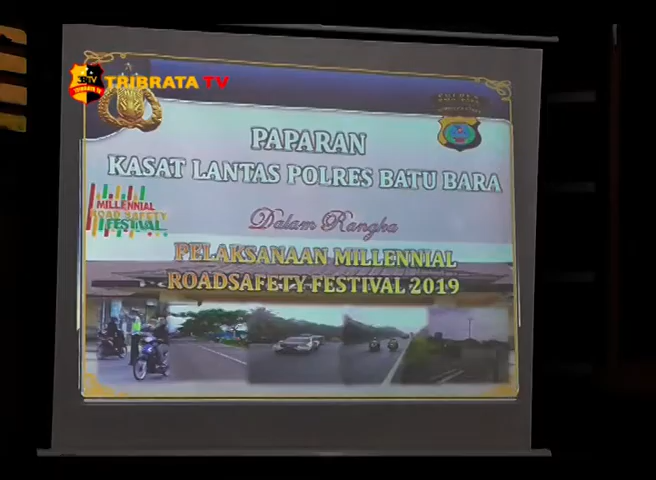 TRIBRATA TV
PAPARAN
KASAT LANTAS POLRES BATU BARA
MILLENNIAL
ROAD SAFETY
FESTIVAL
Dalam Rangka
PELAKSANAAN MILLENNIAL
ROADSAFETY FESTIVAL 2019